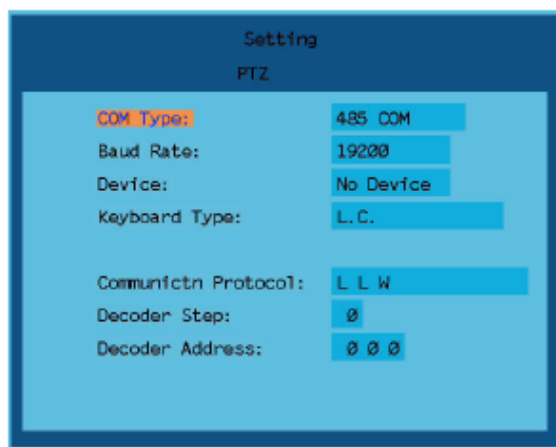 Setting
PTZ
COM Type: 485 COM
Baud Rate: 19200
Device: No Device
Keyboard Type: L.C.
Communictn Protocol: L L W
Decoder Step: 0
Decoder Address: 0 0 0